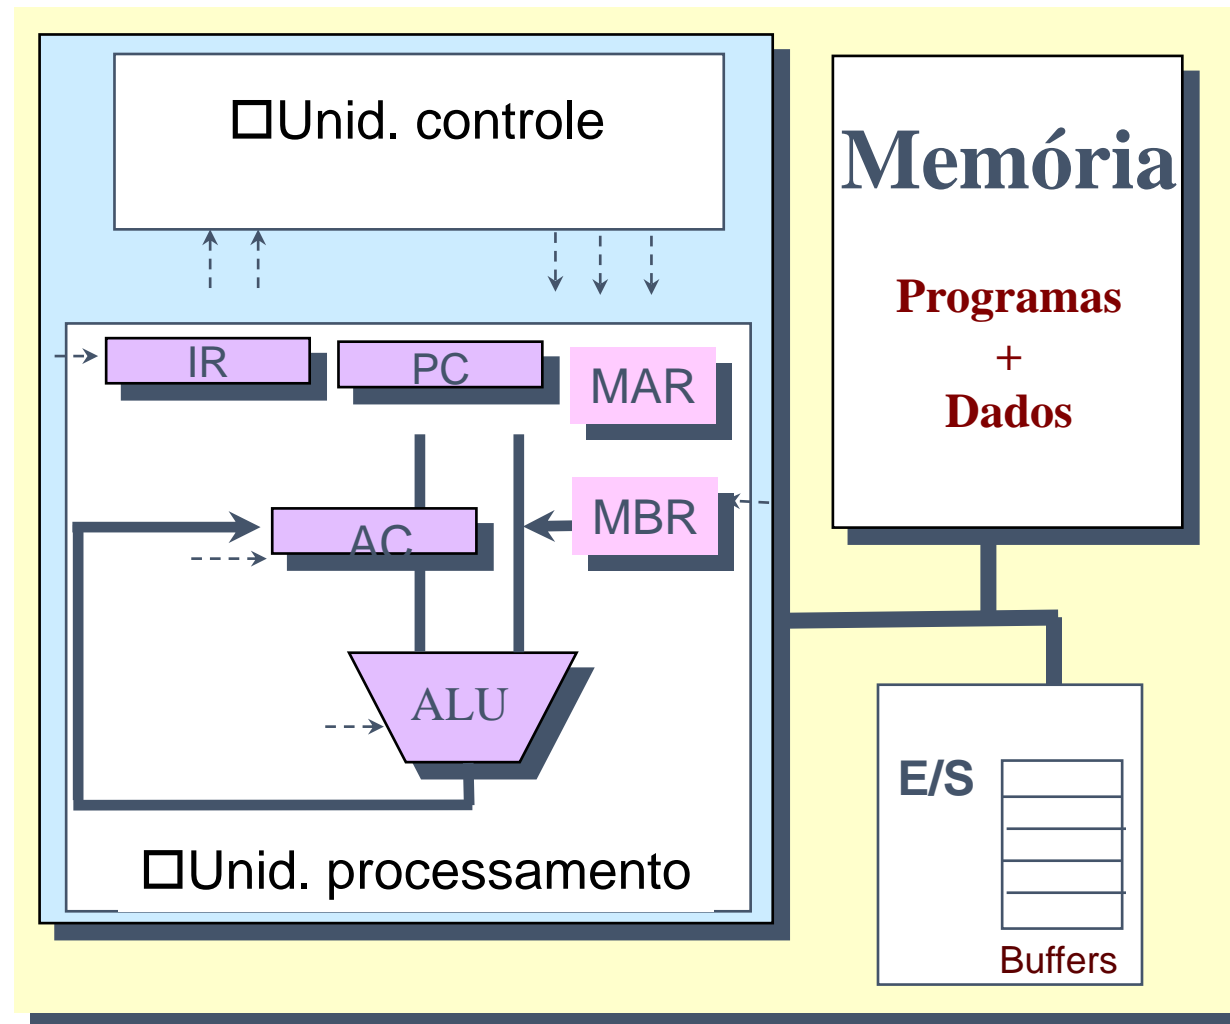 ☐Unid. controle
IR
PC
MAR
AC
MBR
ALU
☐Unid. processamento
Memória
Programas
+
Dados
E/S
Buffers